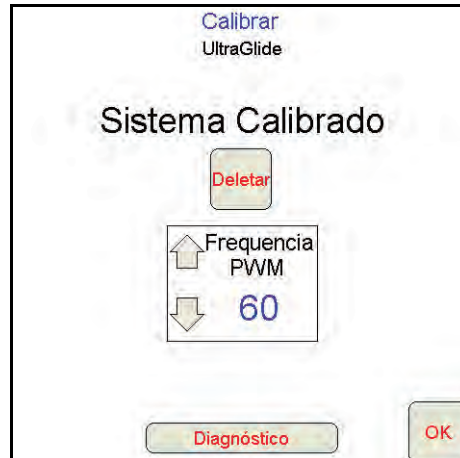 Calibrar
UltraGlide
Sistema Calibrado
Deletar
Frequencia
PWM
60
Diagnóstico
OK